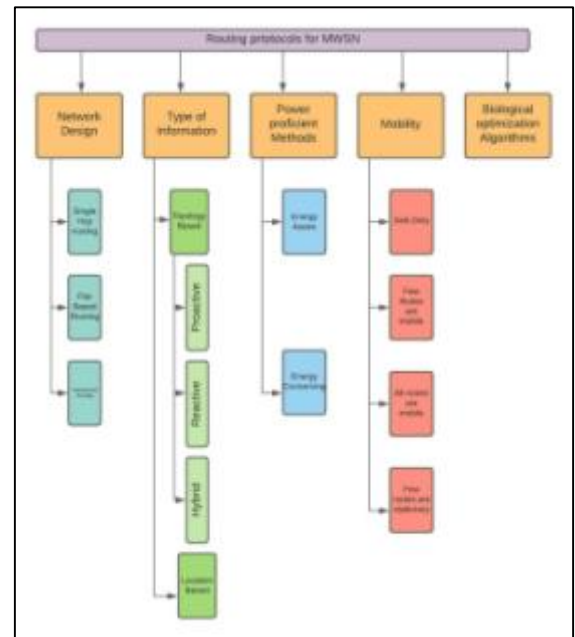 Routing protocols for MWSN
Network
Design
Type of
information
Power
proficient
Methods
Mobility
Biological
optimization
Algorithms
Single
Hop
routing
Flat
Based
Routing
Topology
Based
Proactive
Reactive
Hybrid
Location
Based
Energy
Aware
Energy
Conserving
Sink Only
Few
Nodes
are
mobile
All nodes
are
mobile
Few
nodes are
stationary